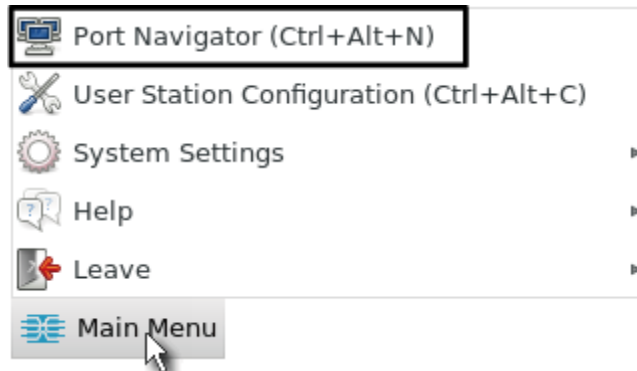 Port Navigator (Ctrl+Alt+N)
User Station Configuration (Ctrl+Alt+C)
System Settings
Help
Leave
Main Menu